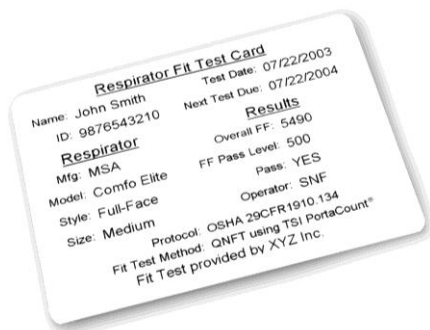 Respirator Fit Test Card
Name: John Smith
Test Date: 07/22/2003
ID: 9876543210
Next Test Due: 07/22/2004
Respirator
Results
Mfg: MSA
Overall FF: 5490
Model: Comfo Elite
FF Pass Level: 500
Style: Full-Face
Pass: YES
Size: Medium
Operator: SNF
Protocol: OSHA 29CFR1910.134
Fit Test Method: QNFT using TSI PortaCount®
Fit Test provided by XYZ Inc.